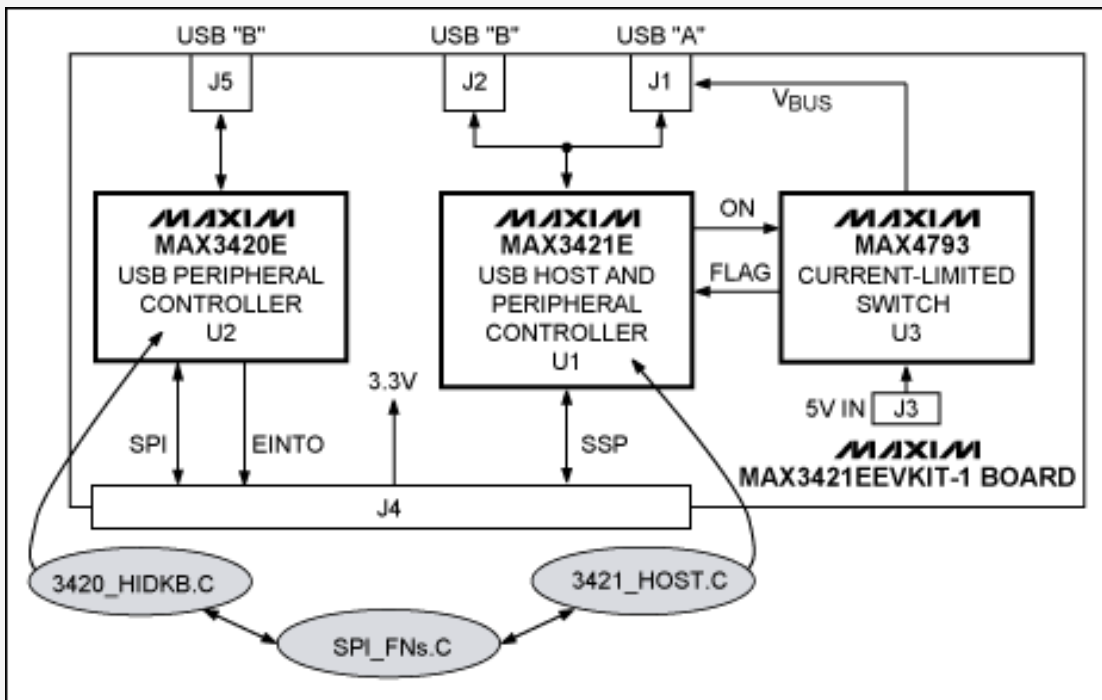 USB "B"
USB "B"
USB "A"
J5
J2
J1
VBUS
MAXIM
MAX3420E
USB PERIPHERAL
CONTROLLER
U2
MAXIM
MAX3421E
USB HOST AND
PERIPHERAL
CONTROLLER
U1
ON
FLAG
MAXIM
MAX4793
CURRENT-LIMITED
SWITCH
U3
3.3V
5V IN
J3
SPI
EINTO
SSP
MAXIM
MAX3421EEVKIT-1 BOARD
J4
3420_HIDKB.C
3421_HOST.C
SPI_FNs.C